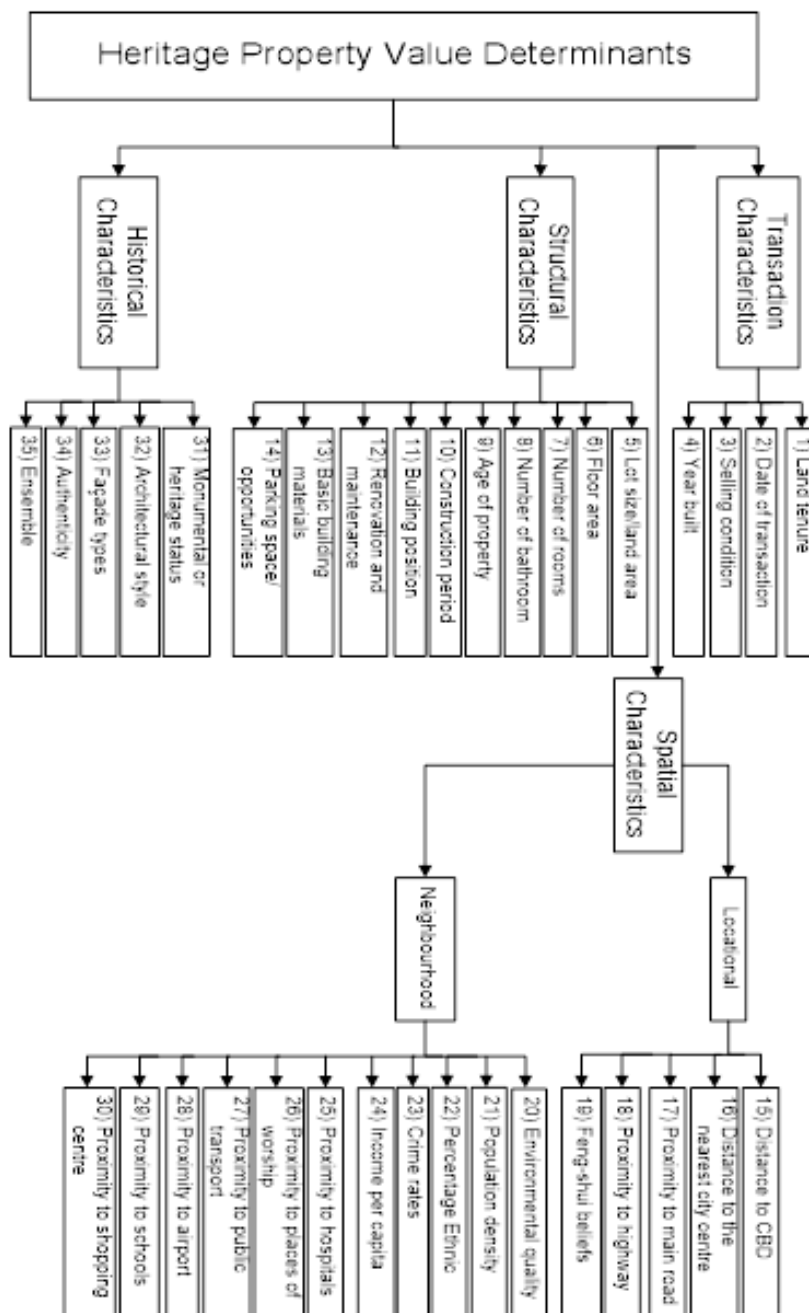 Heritage Property Value Determinants
Transaction
Characteristics
1) Land tenure
2) Date of transaction
3) Selling condition
4) Year built
Structural
Characteristics
5) Lot size/land area
6) Floor area
7) Number of rooms
8) Number of bathroom
9) Age of property
10) Construction period
11) Building position
12) Renovation and
maintenance
13) Basic building
materials
14) Parking space/
opportunities
Spatial
Characteristics
Locational
15) Distance to CBD
16) Distance to the
nearest city centre
17) Proximity to main road
18) Proximity to highway
19) Feng-shui beliefs
Neighbourhood
20) Environmental quality
21) Population density
22) Percentage Ethnic
23) Crime rates
24) Income per capita
25) Proximity to hospitals
26) Proximity to places of
worship
27) Proximity to public
transport
28) Proximity to airport
29) Proximity to schools
30) Proximity to shopping
centre
Historical
Characteristics
31) Monumental or
heritage status
32) Architectural style
33) Façade types
34) Authenticity
35) Ensemble